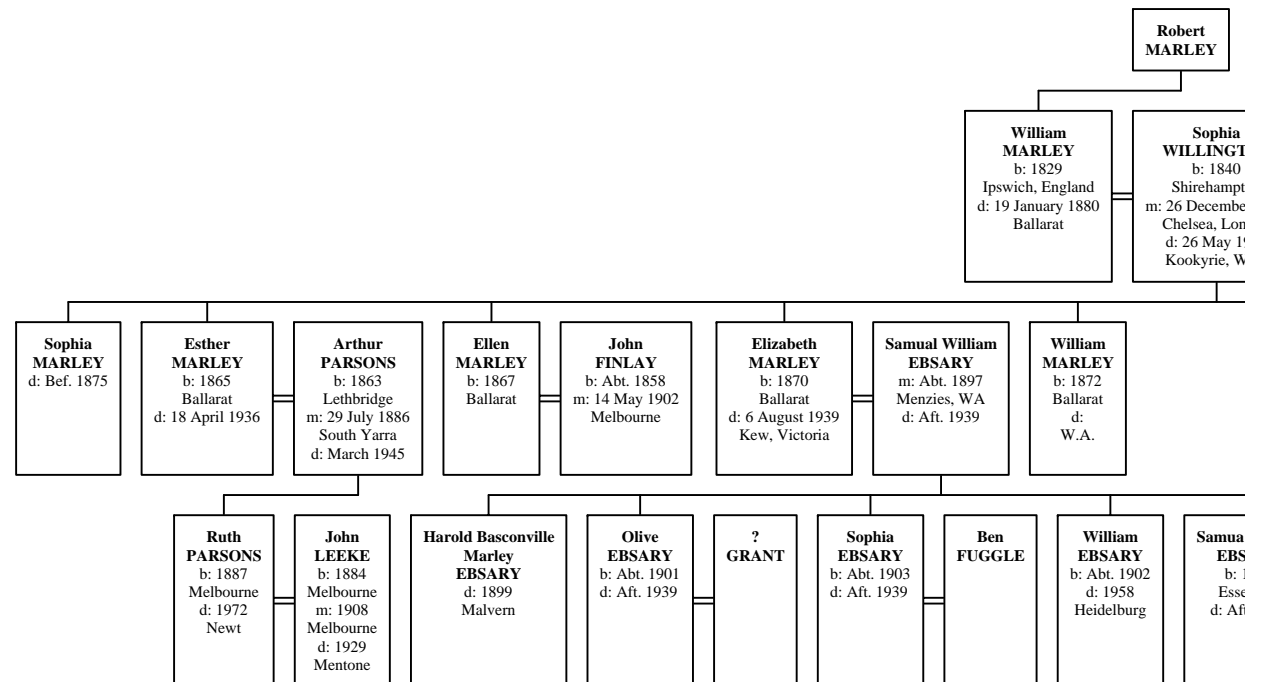 Robert
MARLEY
William
MARLEY
b: 1829
Ipswich, England
d: 19 January 1880
Ballarat
Sophia
b: 1840
m: 26
Chelsea,
d: 26 May
Kookyrie,
Sophia
MARLEY
d: Bef. 1875
Esther
MARLEY
b: 1865
Ballarat
d: 18 April 1936
Arthur
PARSONS
b: 1863
Lethbridge
m: 29 July 1886
South Yarra
d: March 1945
Ellen
MARLEY
b: 1867
Ballarat
John
FINLAY
b: Abt. 1858
m: 14 May 1902
Melbourne
Elizabeth
MARLEY
b: 1870
Ballarat
d: 6 August 1939
Kew, Victoria
Samual William
EBSARY
m: Abt. 1897
Menzies, WA
d: Aft. 1939
William
MARLEY
b: 1872
Ballarat
d:
W.A.
Ruth
PARSONS
b: 1887
Melbourne
d: 1972
Newt
John
LEEKE
b: 1884
Melbourne
m: 1908
Melbourne
d: 1929
Mentone
Harold Basconville
Marley
EBSARY
d: 1899
Malvern
Olive
EBSARY
b: Abt. 1901
d: Aft. 1939
?
GRANT
Sophia
EBSARY
b: Abt. 1903
d: Aft. 1939
Ben
FUGGLE
William
EBSARY
b: Abt. 1902
d: 1958
Heidelburg
b:
d: